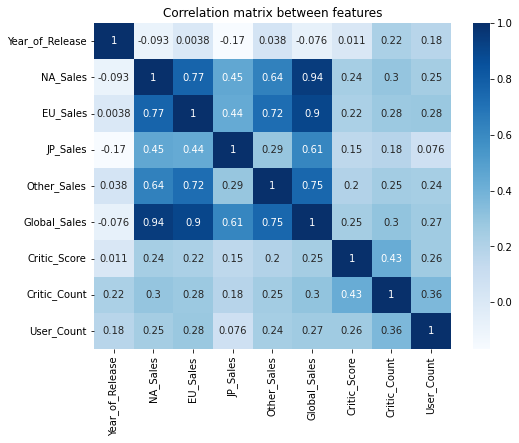 Correlation matrix between features
Year_of_Release 1 -0.093 0.0038 -0.17 0.038 -0.076 0.011 0.22 0.18
NA_Sales -0.093 1 0.77 0.45 0.64 0.94 0.24 0.3 0.25
EU_Sales 0.0038 0.77 1 0.44 0.72 0.9 0.22 0.28 0.28
JP_Sales -0.17 0.45 0.44 1 0.29 0.61 0.15 0.18 0.076
Other_Sales 0.038 0.64 0.72 0.29 1 0.75 0.2 0.25 0.24
Global_Sales -0.076 0.94 0.9 0.61 0.75 1 0.25 0.3 0.27
Critic_Score 0.011 0.24 0.22 0.15 0.2 0.25 1 0.43 0.26
Critic_Count 0.22 0.3 0.28 0.18 0.25 0.3 0.43 1 0.36
User_Count 0.18 0.25 0.28 0.076 0.24 0.27 0.26 0.36 1
Year_of_Release
NA_Sales
EU_Sales
JP_Sales
Other_Sales
Global_Sales
Critic_Score
Critic_Count
User_Count
1.0
0.8
0.6
0.4
0.2
0.0